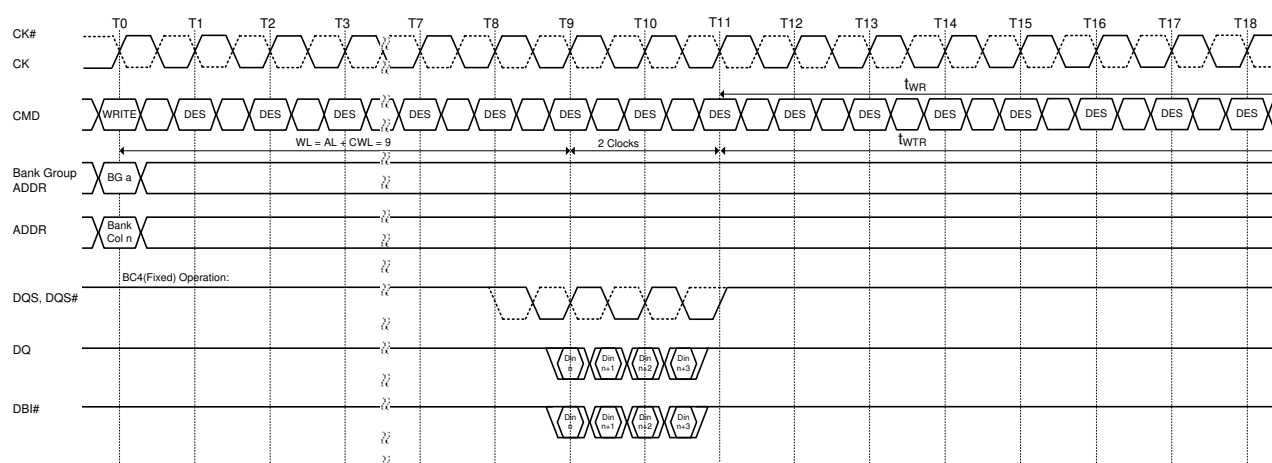 T0 T1 T2 T3 T7 T8 T9 T10 T11 T12 T13 T14 T15 T16 T17 T18
CK#
CK
tWR
CMD WRITE DES DES DES DES DES DES DES DES DES DES DES DES DES DES DES
WL = AL + CWL = 9 2 Clocks tWTR
Bank Group
ADDR
BG a
ADDR
Bank
Col n
BC4(Fixed) Operation:
DQS, DQS#
DQ
Din
n
Din
n+1
Din
n+2
Din
n+3
DBI#
Din
n
Din
n+1
Din
n+2
Din
n+3